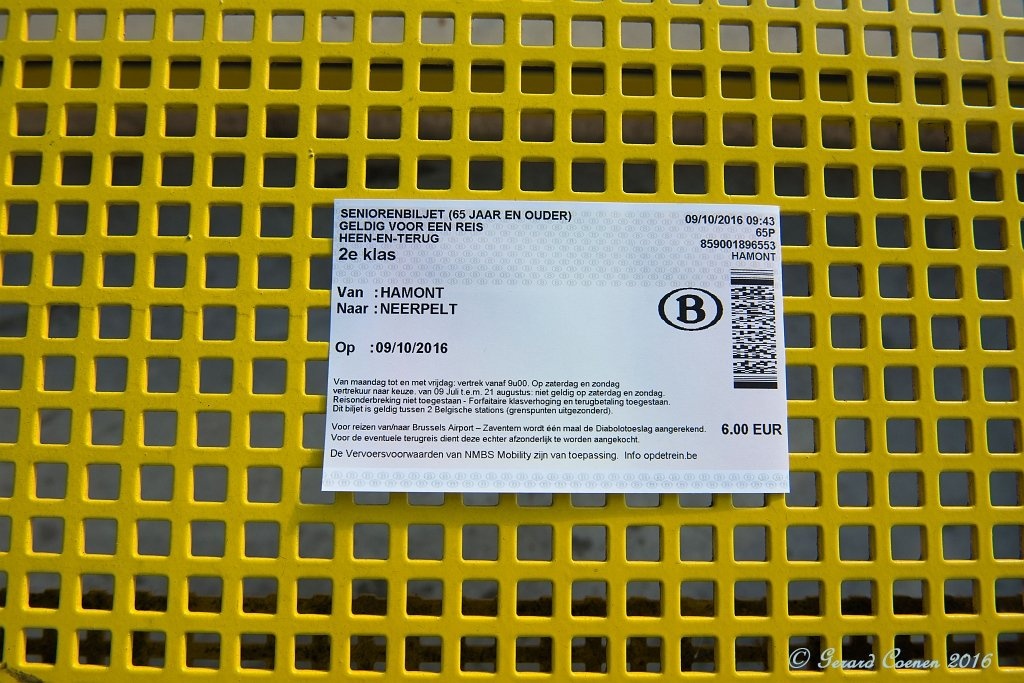 SENIORENBILJET (65 JAAR EN OUDER)
GELDIG VOOR EEN REIS
HEEN-EN-TERUG
2e klas
09/10/2016 09:43
65P
859001896553
HAMONT
Van :HAMONT
Naar :NEERPELT
B
Op :09/10/2016
Van maandag tot en met vrijdag: vertrek vanaf 9u00. Op zaterdag en zondag
vertrekuur naar keuze, van 09 Juli t.e.m. 21 augustus: niet geldig op zaterdag en zondag.
Reisonderbreking niet toegestaan - Forfaitaire klasverhoging en terugbetaling toegestaan.
Dit biljet is geldig tussen 2 Belgische stations (grenspunten uitgezonderd).
Voor reizen van/naar Brussels Airport – Zaventem wordt één maal de Diabolotoeslag aangerekend.
Voor de eventuele terugreis dient deze echter afzonderlijk te worden aangekocht.
6.00 EUR
De Vervoersvoorwaarden van NMBS Mobility zijn van toepassing. Info opdetrein.be
© Gerard Coenen 2016